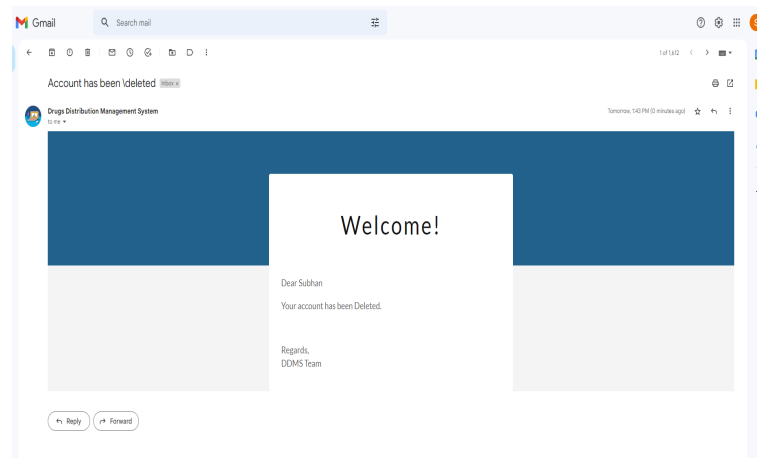 Gmail
Search mail
1 of 1,612
Account has been \deleted Inbox x
Drugs Distribution Management System
Tomorrow, 1:43 PM (0 minutes ago)
to me
Welcome!
Dear Subhan
Your account has been Deleted.
Regards,
DDMS Team
Reply
Forward